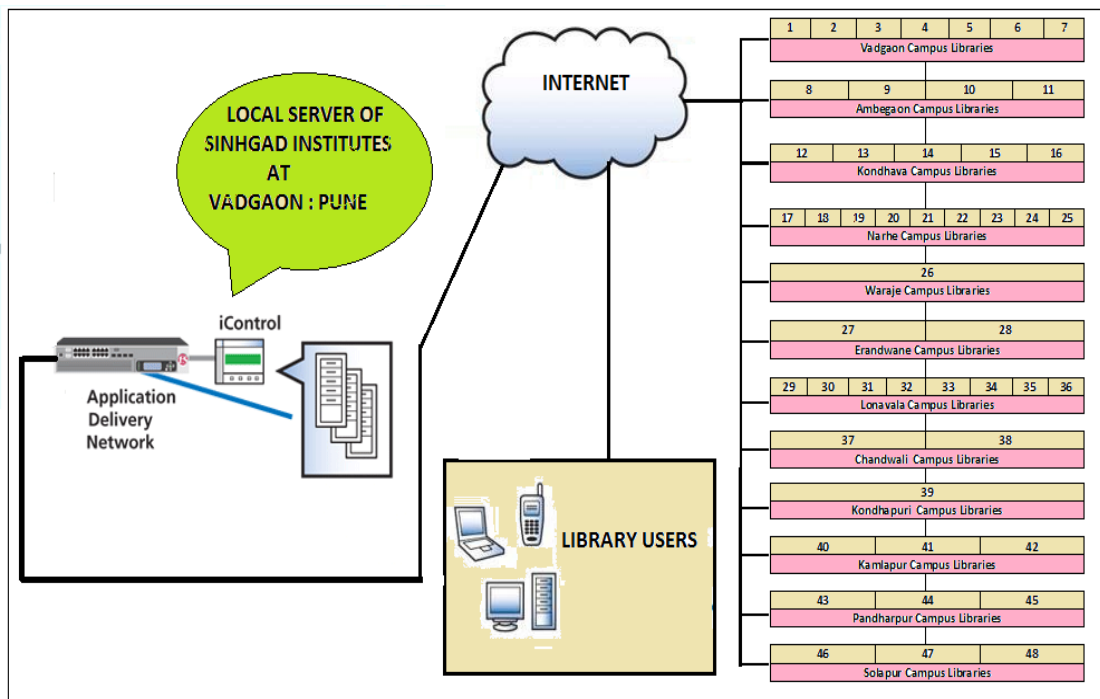 LOCAL SERVER OF
SINHGAD INSTITUTES
AT
VADGAON : PUNE
iControl
Application
Delivery
Network
INTERNET
LIBRARY USERS
1 2 3 4 5 6 7
Vadgaon Campus Libraries
8 9 10 11
Ambegaon Campus Libraries
12 13 14 15 16
Kondhava Campus Libraries
17 18 19 20 21 22 23 24 25
Narhe Campus Libraries
26
Waraje Campus Libraries
27 28
Erandwane Campus Libraries
29 30 31 32 33 34 35 36
Lonavala Campus Libraries
37 38
Chandwali Campus Libraries
39
Kondhapuri Campus Libraries
40 41 42
Kamlapur Campus Libraries
43 44 45
Pandharpur Campus Libraries
46 47 48
Solapur Campus Libraries